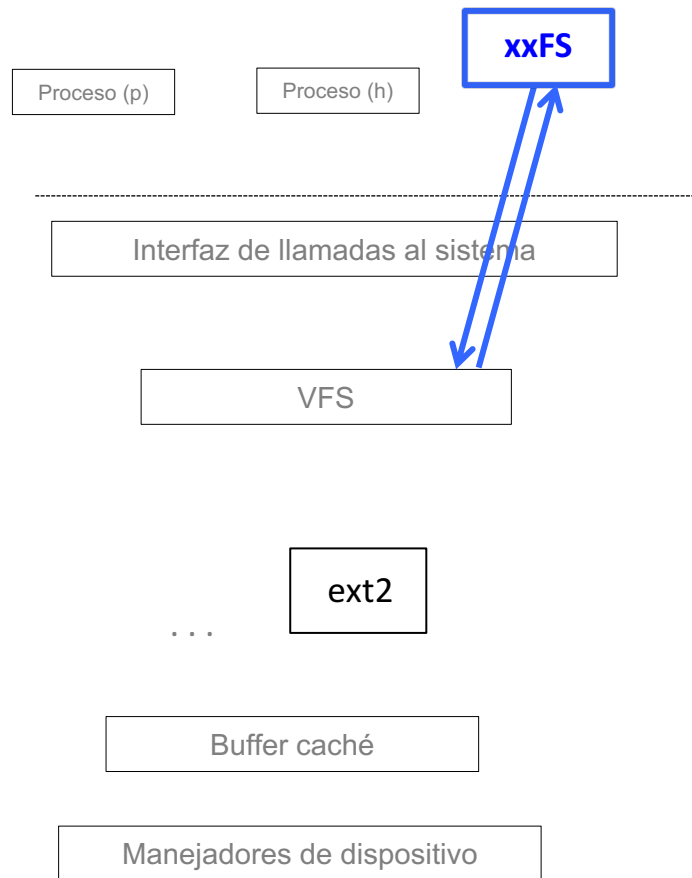 xxFS
Proceso (p)
Proceso (h)
Interfaz de llamadas al sistema
VFS
ext2
. . .
Buffer caché
Manejadores de dispositivo